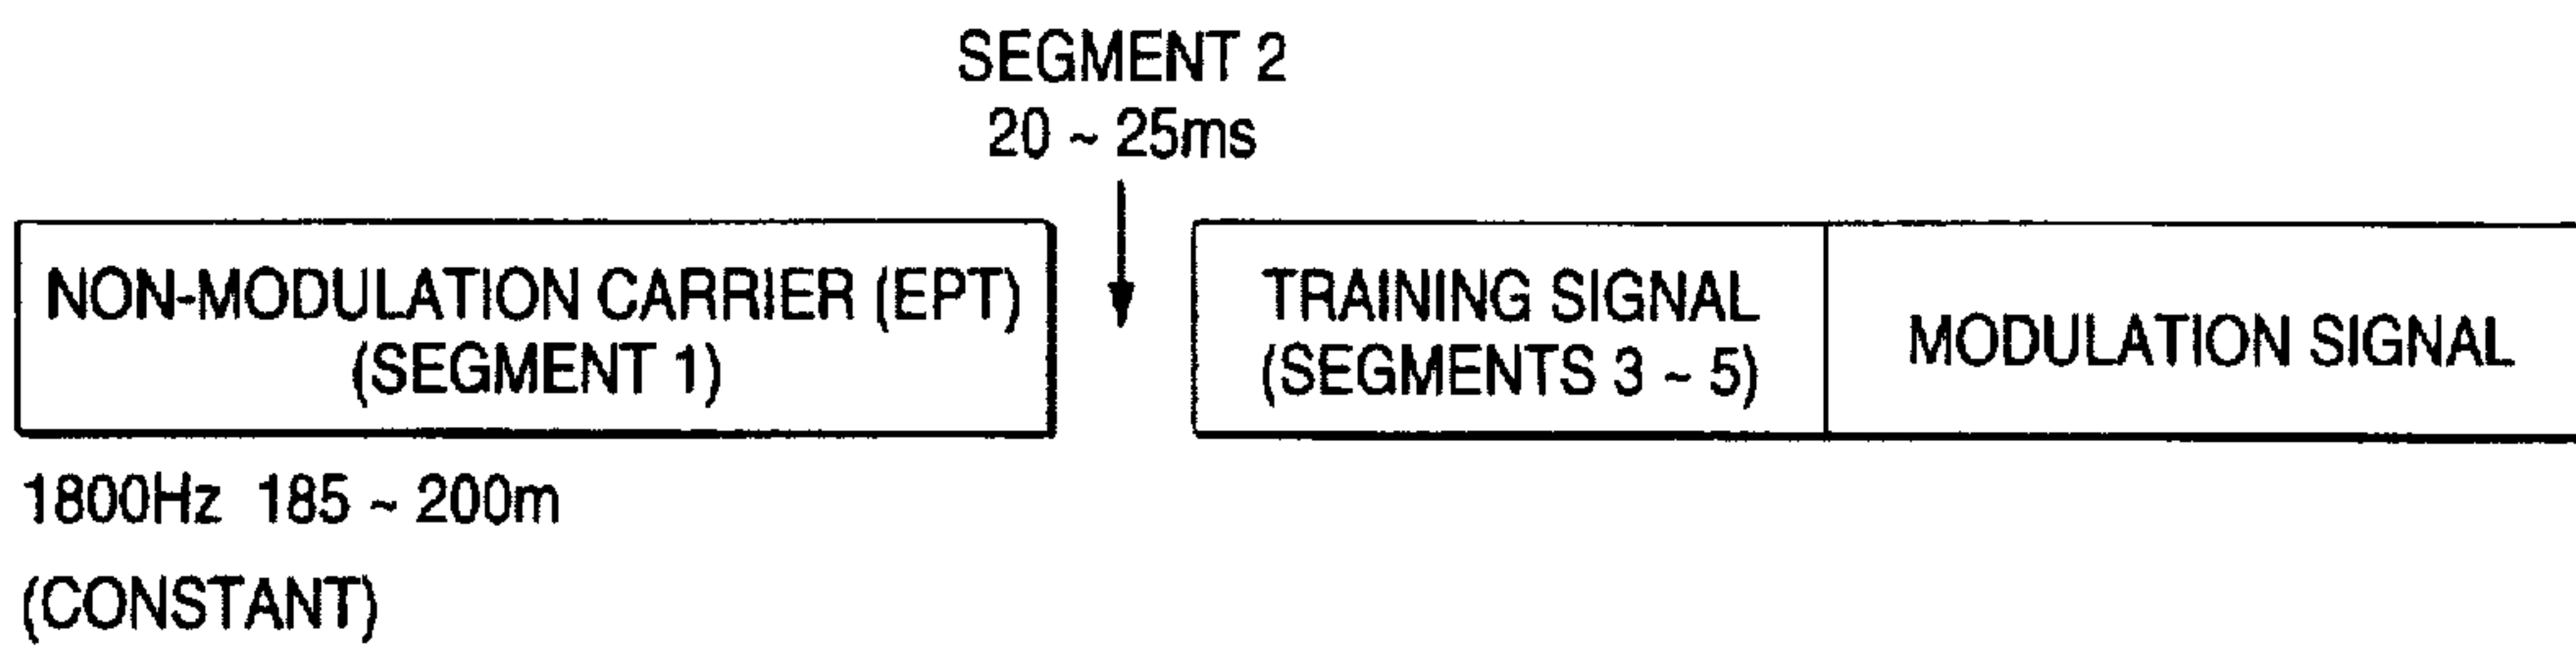 SEGMENT 2
20 ~ 25ms
NON-MODULATION CARRIER (EPT)
(SEGMENT 1)
TRAINING SIGNAL
(SEGMENTS 3 ~ 5)
MODULATION SIGNAL
1800Hz 185 ~ 200m
(CONSTANT)